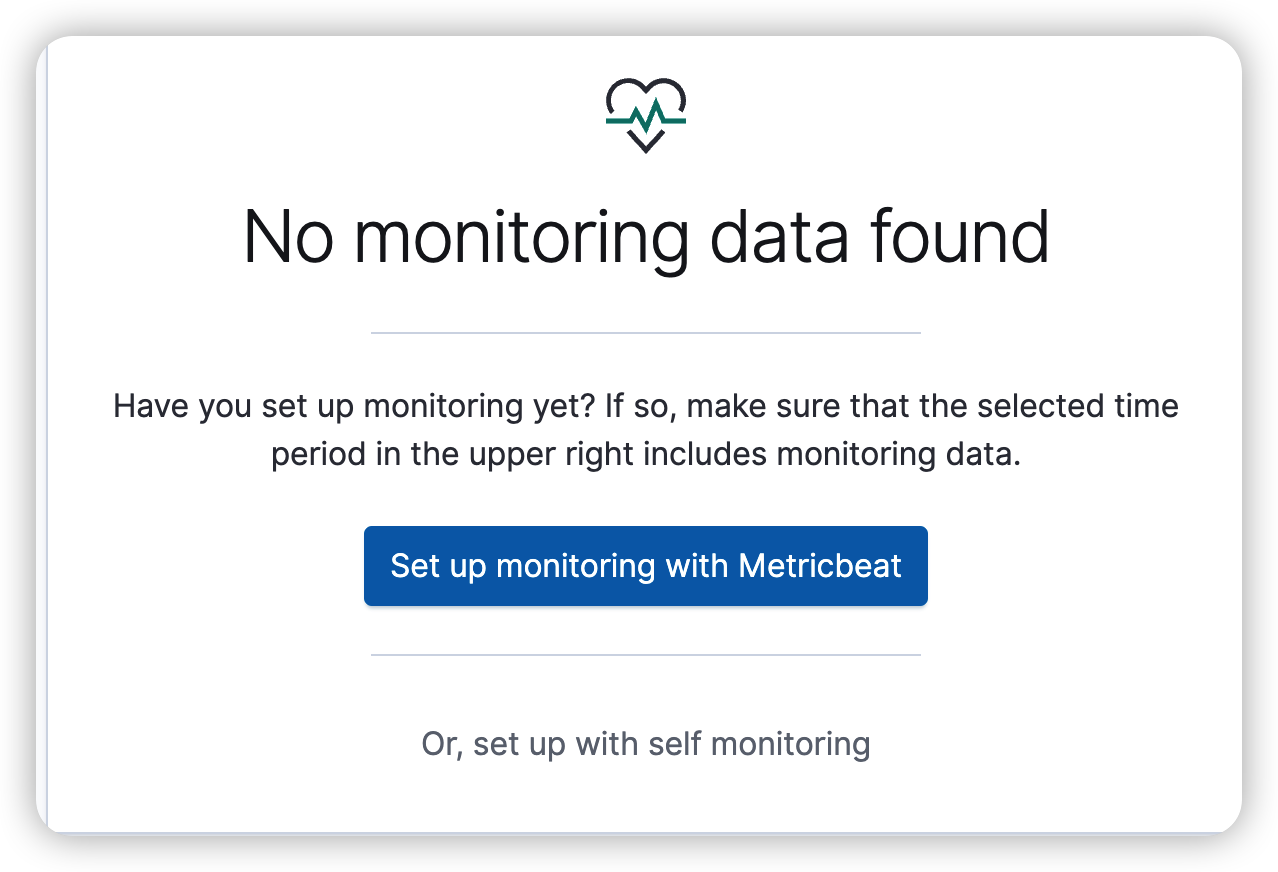 No monitoring data found
Have you set up monitoring yet? If so, make sure that the selected time
period in the upper right includes monitoring data.
Set up monitoring with Metricbeat
Or, set up with self monitoring